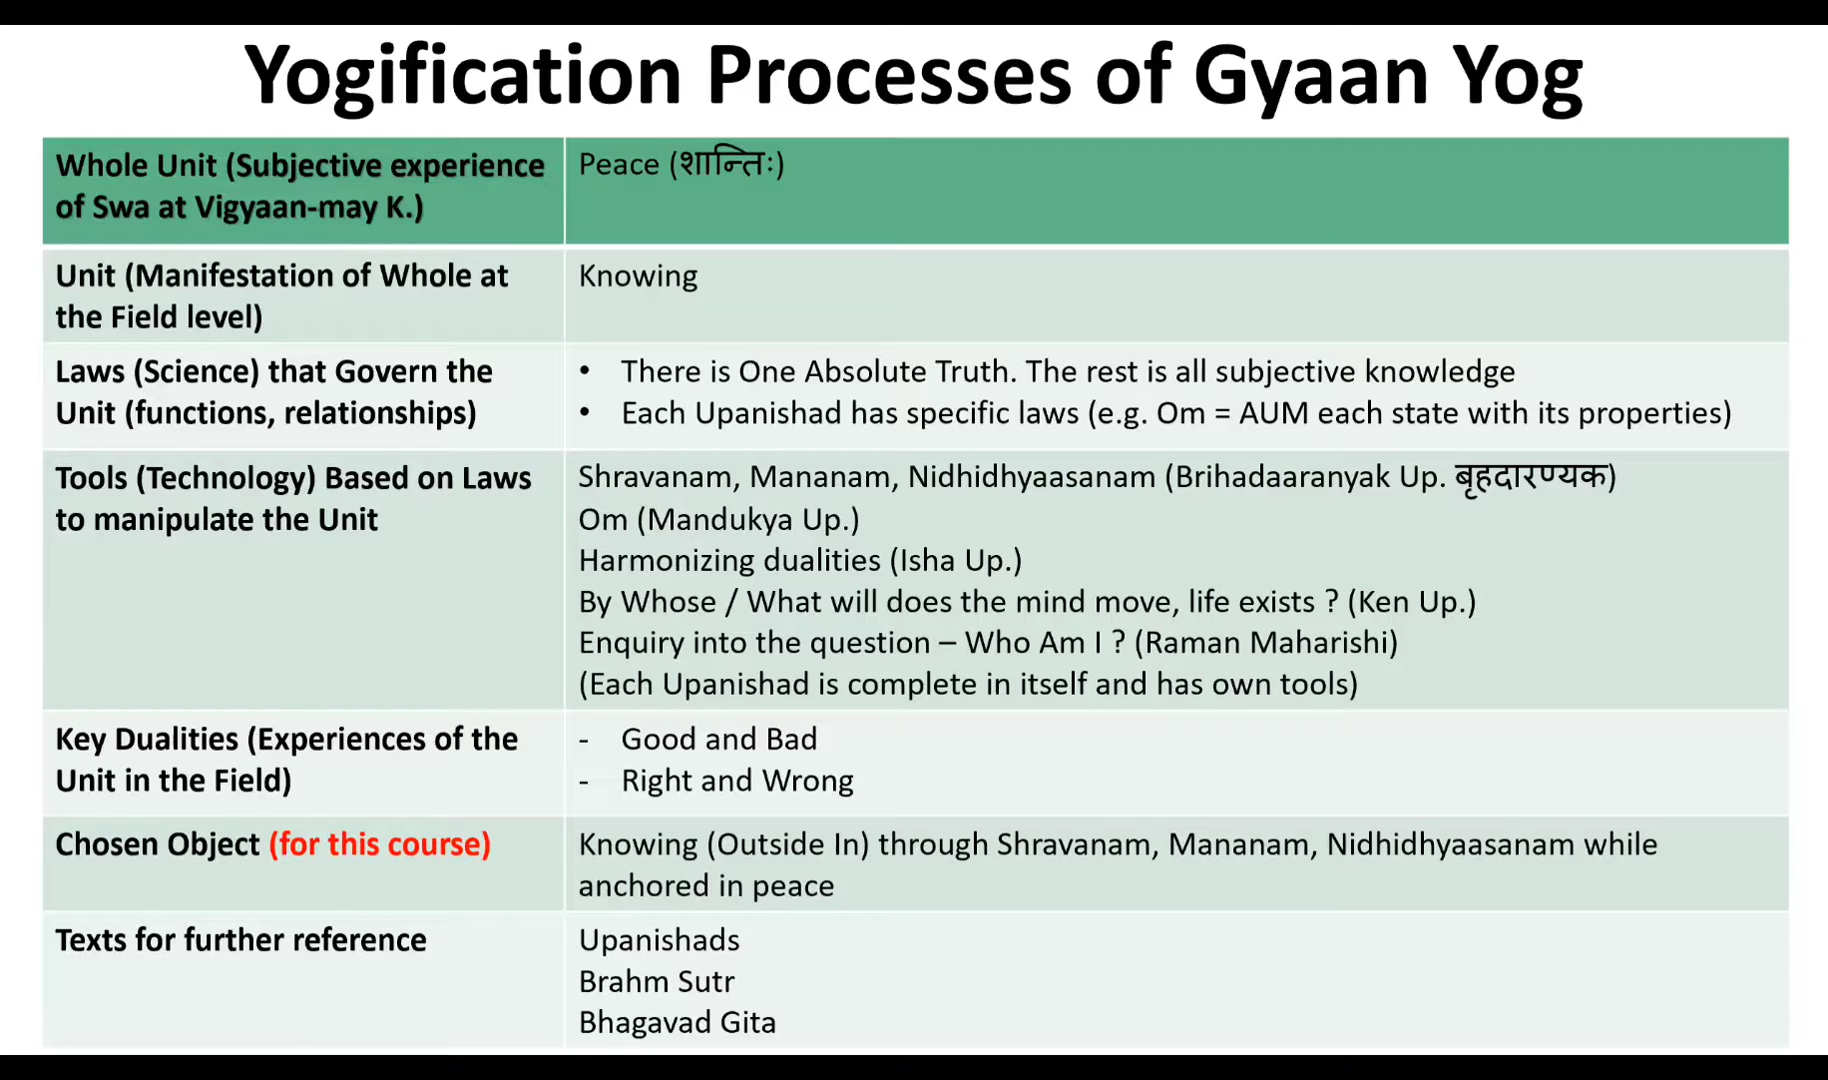 Yogification Processes of Gyaan Yog
Whole Unit (Subjective experience
of Swa at Vigyaan-may K.)
Peace (शान्तिः)
Unit (Manifestation of Whole at
the Field level)
Knowing
Laws (Science) that Govern the
Unit (functions, relationships)
• There is One Absolute Truth. The rest is all subjective knowledge
• Each Upanishad has specific laws (e.g. Om = AUM each state with its properties)
Tools (Technology) Based on Laws
to manipulate the Unit
Shravanam, Mananam, Nidhidhyaasanam (Brihadaaranyak Up. बृहदारण्यक)
Om (Mandukya Up.)
Harmonizing dualities (Isha Up.)
By Whose / What will does the mind move, life exists ? (Ken Up.)
Enquiry into the question – Who Am I ? (Raman Maharishi)
(Each Upanishad is complete in itself and has own tools)
Key Dualities (Experiences of the
Unit in the Field)
- Good and Bad
- Right and Wrong
Chosen Object (for this course)
Knowing (Outside In) through Shravanam, Mananam, Nidhidhyaasanam while
anchored in peace
Texts for further reference
Upanishads
Brahm Sutr
Bhagavad Gita